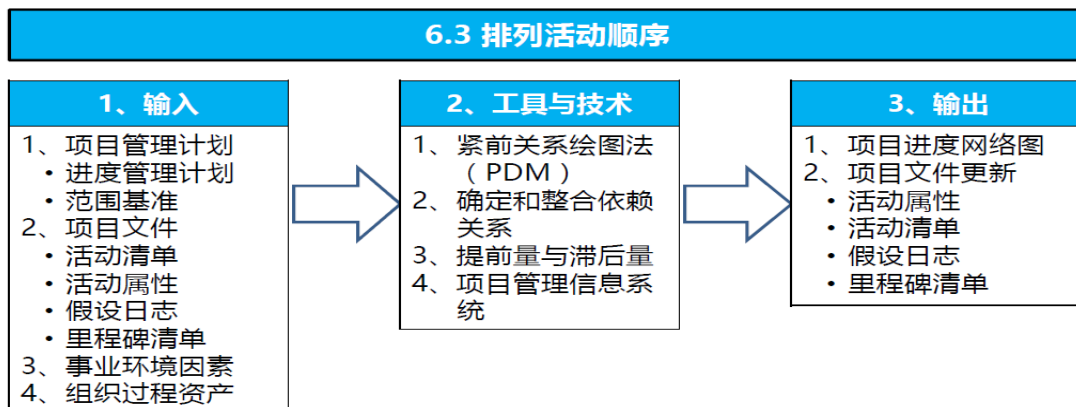 6.3 排列活动顺序
1、输入
1、项目管理计划
・进度管理计划
・范围基准
2、项目文件
・活动清单
・活动属性
・假设日志
・里程碑清单
3、事业环境因素
4、组织过程资产
2、工具与技术
1、紧前关系绘图法
（PDM）
2、确定和整合依赖
关系
3、提前量与滞后量
4、项目管理信息系
统
3、输出
1、项目进度网络图
2、项目文件更新
・活动属性
・活动清单
・假设日志
・里程碑清单